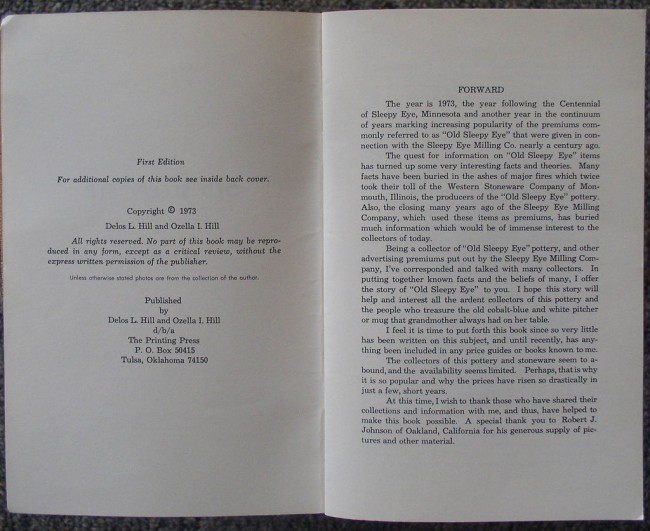 First Edition
For additional copies of this book see inside back cover.
Copyright © 1973
Delos L. Hill and Ozella I. Hill
All rights reserved. No part of this book may be repro-
duced in any form, except as a critical review, without the
express written permission of the publisher.
Unless otherwise stated photos are from the collection of the author.
Published
by
Delos L. Hill and Ozella I. Hill
d/b/a
The Printing Press
P. O. Box 50415
Tulsa, Oklahoma 74150
FORWARD
The year is 1973, the year following the Centennial
of Sleepy Eye, Minnesota and another year in the continuum
of years marking increasing popularity of the premiums com-
monly referred to as "Old Sleepy Eye" that were given in con-
nection with the Sleepy Eye Milling Co. nearly a century ago.
The quest for information on "Old Sleepy Eye" items
has turned up some very interesting facts and theories. Many
facts have been buried in the ashes of major fires which twice
took their toll of the Western Stoneware Company of Mon-
mouth, Illinois, the producers of the "Old Sleepy Eye" pottery.
Also, the closing many years ago of the Sleepy Eye Milling
Company, which used these items as premiums, has buried
much information which would be of immense interest to the
collectors of today.
Being a collector of "Old Sleepy Eye" pottery, and other
advertising premiums put out by the Sleepy Eye Milling Com-
pany, I've corresponded and talked with many collectors. In
putting together known facts and the beliefs of many, I offer
the story of "Old Sleepy Eye" to you. I hope this story will
help and interest all the ardent collectors of this pottery and
the people who treasure the old cobalt-blue and white pitcher
or mug that grandmother always had on her table.
I feel it is time to put forth this book since so very little
has been written on this subject, and until recently, has any-
thing been included in any price guides or books known to me.
The collectors of this pottery and stoneware seem to a-
bound, and the availability seems limited. Perhaps, that is why
it is so popular and why the prices have risen so drastically in
just a few, short years.
At this time, I wish to thank those who have shared their
collections and information with me, and thus, have helped to
make this book possible. A special thank you to Robert J.
Johnson of Oakland, California for his generous supply of pic-
tures and other material.